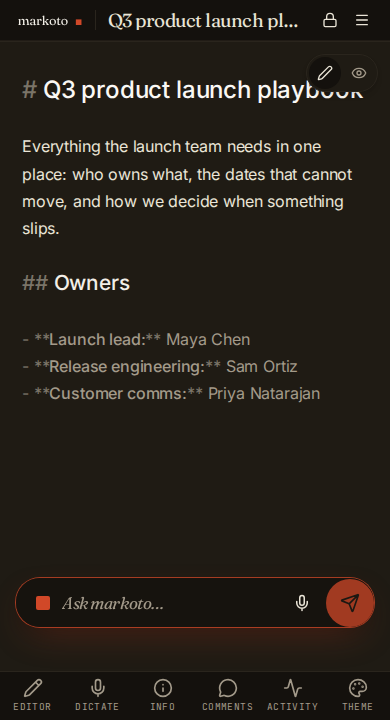 markoto
Q3 product launch pl...
# Q3 product launch playbook
Everything the launch team needs in one
place: who owns what, the dates that cannot
move, and how we decide when something
slips.
## Owners
- **Launch lead:** Maya Chen
- **Release engineering:** Sam Ortiz
- **Customer comms:** Priya Natarajan
Ask markoto...
EDITOR DICTATE INFO COMMENTS ACTIVITY THEME